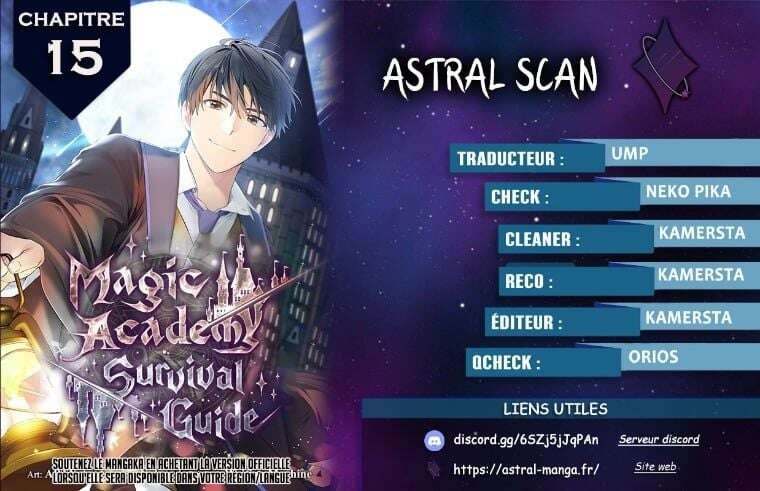 CHAPITRE
15
Magic
Academy
Survival
Guide
SOUTENEZ LE MANGAKA EN ACHETANT LA VERSION OFFICIELLE
LORSQU'ELLE SERA DISPONIBLE DANS VOTRE RÉGION/LANGUE
Art:
ASTRAL SCAN
TRADUCTEUR : UMP
CHECK : NEKO PIKA
CLEANER : KAMERSTA
RECO : KAMERSTA
ÉDITEUR : KAMERSTA
QCHECK : ORIOS
LIENS UTILES
discord.gg/6SZj5jJqPAn Serveur discord
https://astral-manga.fr/ Site web